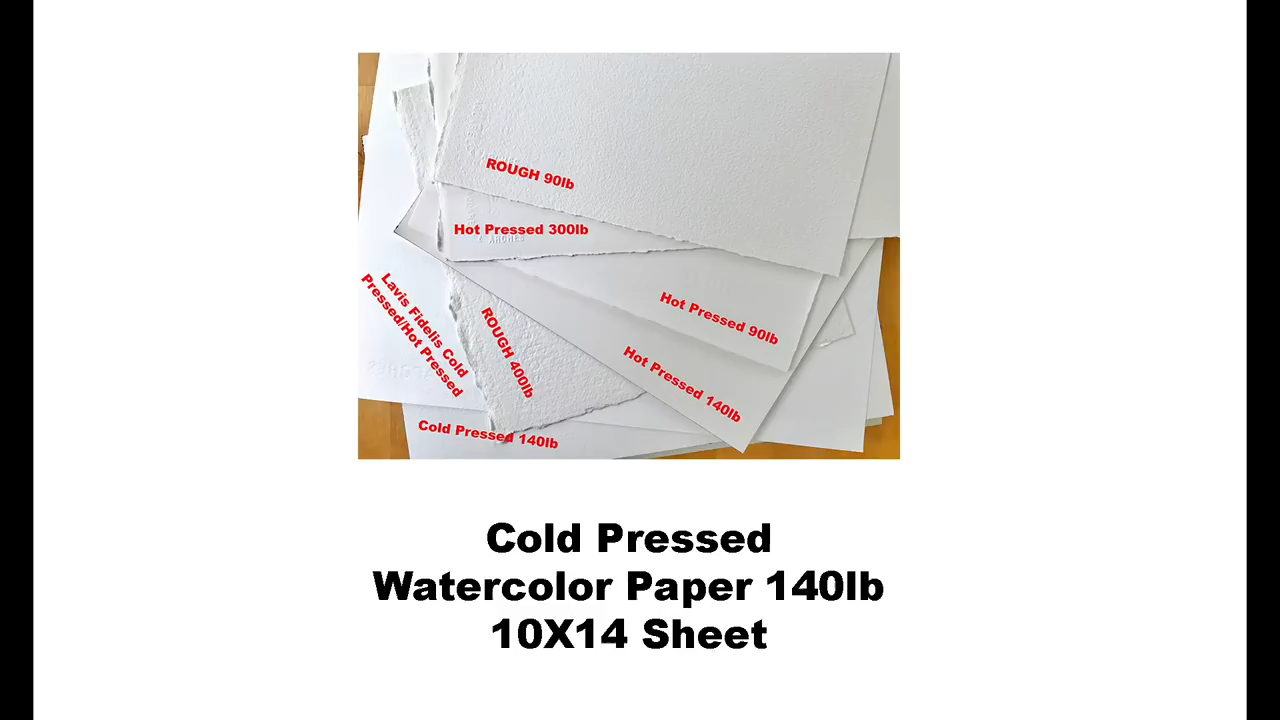 ROUGH 90lb
Hot Pressed 300lb
ARCHES
Hot Pressed 90lb
Lavis Fidelis Cold
Pressed/Hot Pressed
ROUGH 400lb
Hot Pressed 140lb
Cold Pressed 140lb
Cold Pressed
Watercolor Paper 140lb
10X14 Sheet